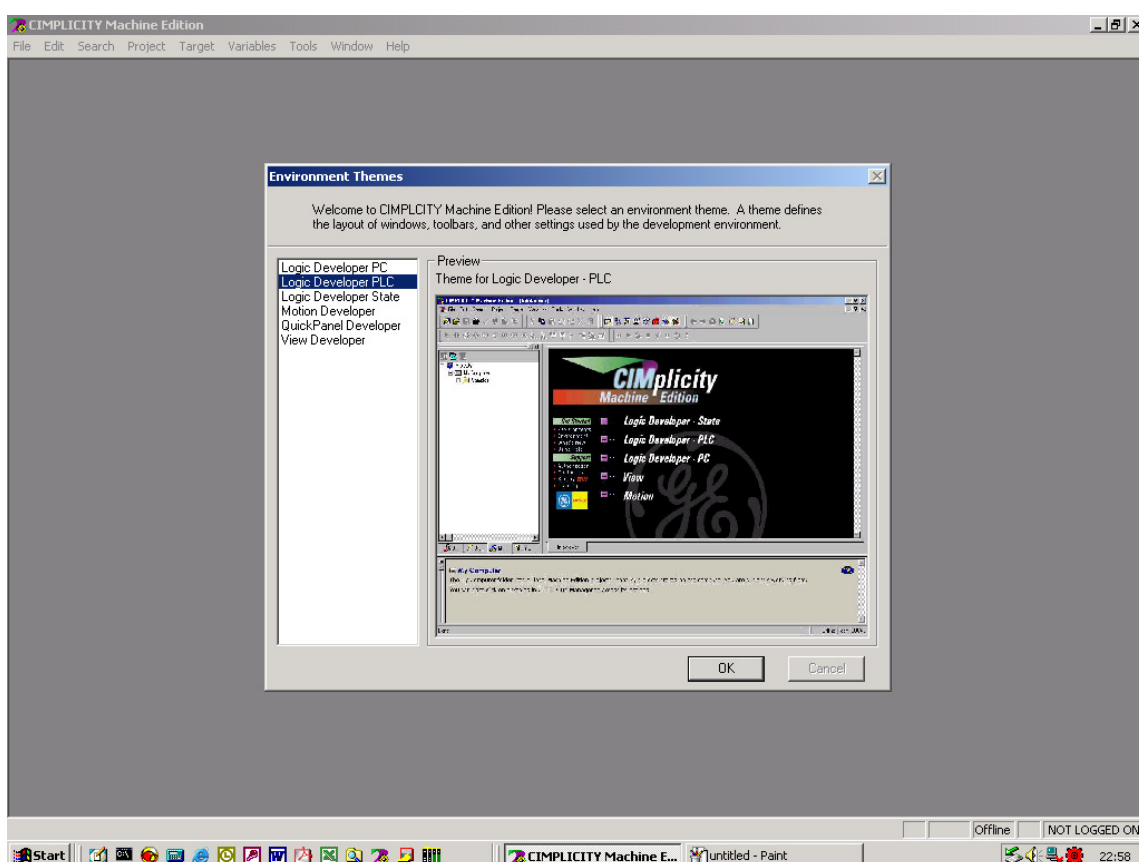 CIMPLICITY Machine Edition
File Edit Search Project Target Variables Tools Window Help
Environment Themes
Welcome to CIMPLCITY Machine Edition! Please select an environment theme. A theme defines
the layout of windows, toolbars, and other settings used by the development environment.
Logic Developer PC
Logic Developer PLC
Logic Developer State
Motion Developer
QuickPanel Developer
View Developer
Preview
Theme for Logic Developer - PLC
CIMplicity
Machine Edition
Logic Developer - State
Logic Developer - PLC
Logic Developer - PC
View
Motion
My Computer
OK
Cancel
Offline
NOT LOGGED ON
Start
CIMPLICITY Machine E...
untitled - Paint
22:58